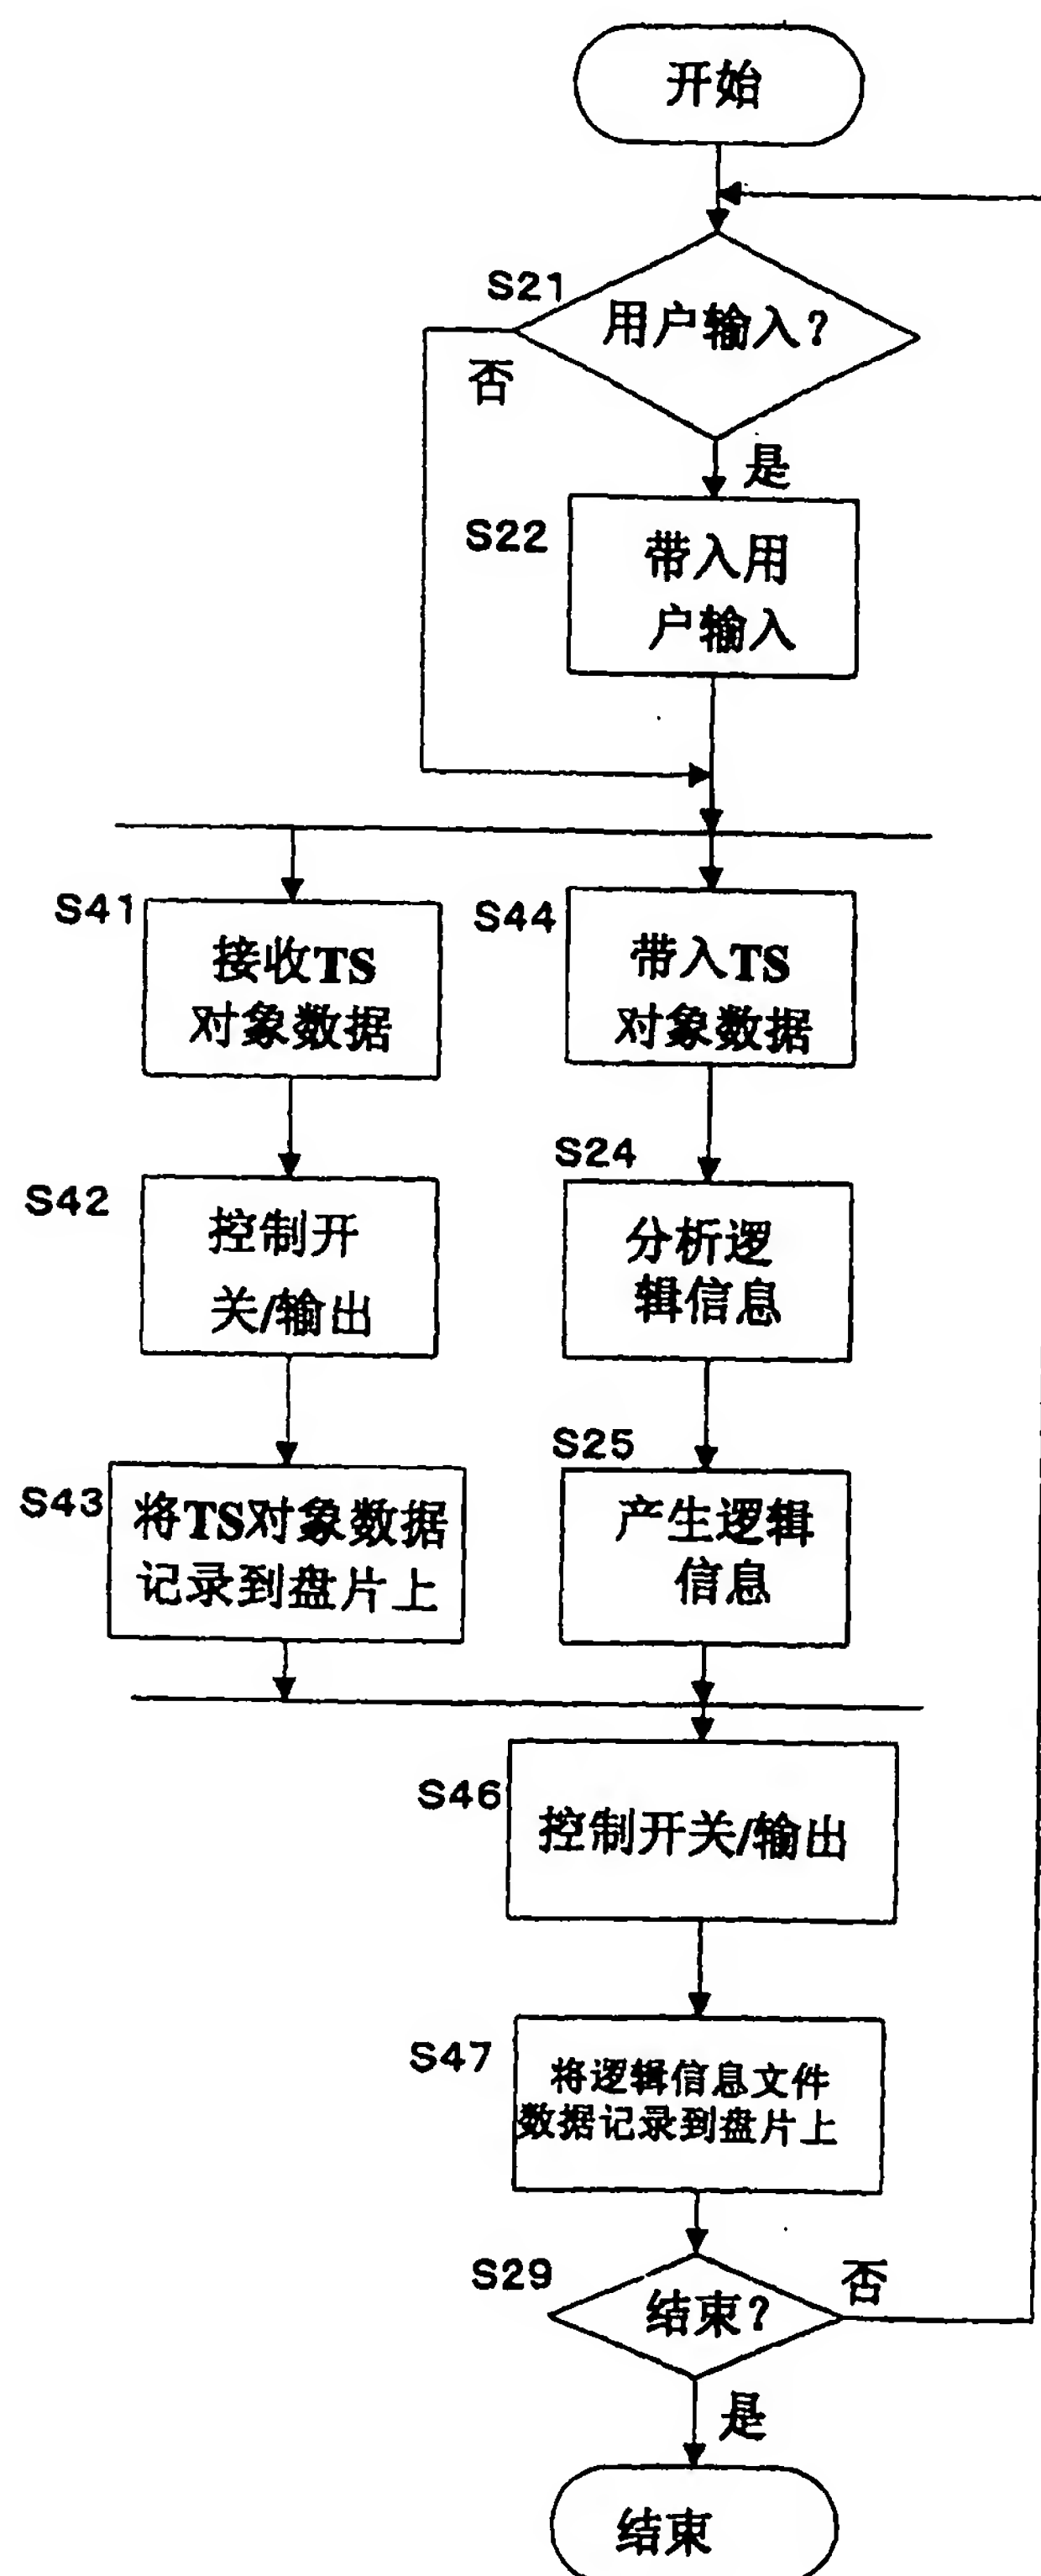 开始
S21
用户输入?
否
是
S22
带入用
户输入
S41
接收TS
对象数据
S44
带入TS
对象数据
S42
控制开
关/输出
S24
分析逻
辑信息
S43
将TS对象数据
记录到盘片上
S25
产生逻辑
信息
S46
控制开关/输出
S47
将逻辑信息文件
数据记录到盘片上
S29
结束?
否
是
结束